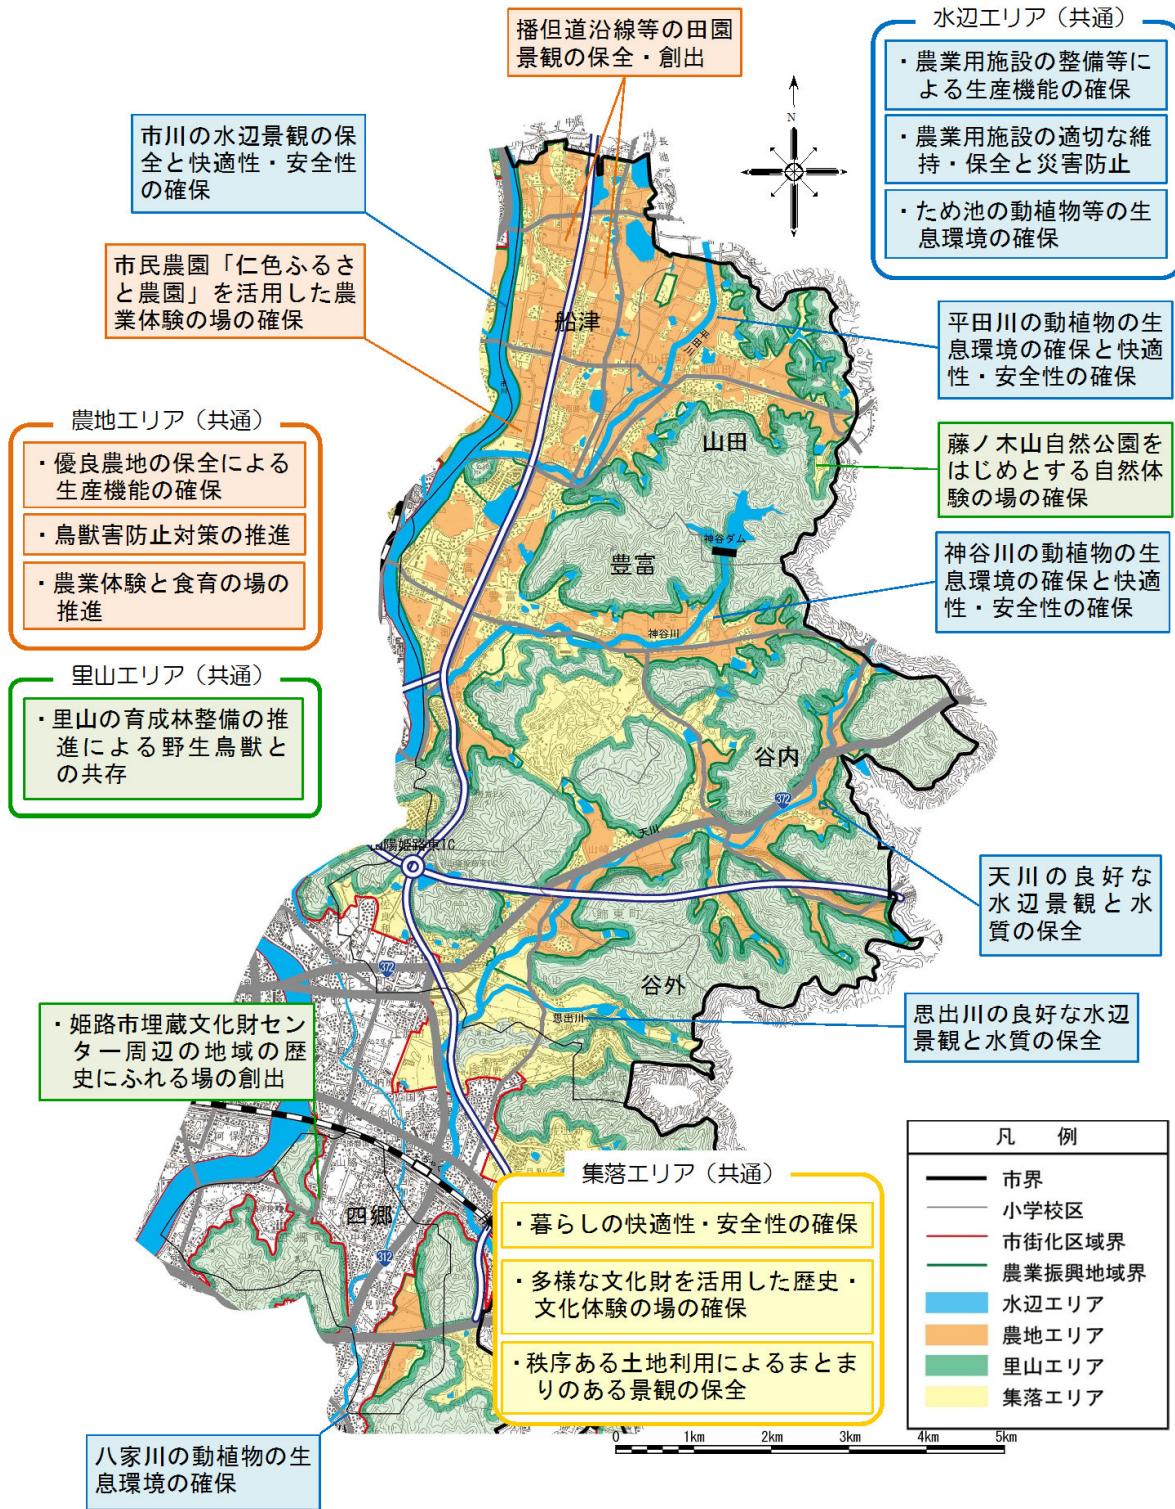 播但道沿線等の田園
景観の保全・創出
水辺エリア（共通）
・農業用施設の整備等に
よる生産機能の確保
・農業用施設の適切な維
持・保全と災害防止
・ため池の動植物等の生
息環境の確保
N
市川の水辺景観の保
全と快適性・安全性
の確保
市民農園「仁色ふるさ
と農園」を活用した農
業体験の場の確保
船津
平田川
平田川の動植物の生
息環境の確保と快適
性・安全性の確保
農地エリア（共通）
・優良農地の保全による
生産機能の確保
・鳥獣害防止対策の推進
・農業体験と食育の場の
推進
山田
藤ノ木山自然公園を
はじめとする自然体
験の場の確保
神谷ダム
豊富
神谷川の動植物の生
息環境の確保と快適
性・安全性の確保
神谷川
里山エリア（共通）
・里山の育成林整備の推
進による野生鳥獣と
の共存
谷内
372
天川
陽姫路東IC
天川の良好な
水辺景観と水
質の保全
372
谷外
思出川
思出川の良好な水辺
景観と水質の保全
・姫路市埋蔵文化財セン
ター周辺の地域の歴
史にふれる場の創出
四郷
312
集落エリア（共通）
・暮らしの快適性・安全性の確保
・多様な文化財を活用した歴史・
文化体験の場の確保
・秩序ある土地利用によるまとま
りのある景観の保全
凡　例
市界
小学校区
市街化区域界
農業振興地域界
水辺エリア
農地エリア
里山エリア
集落エリア
八家川の動植物の生
息環境の確保
0 1km 2km 3km 4km 5km